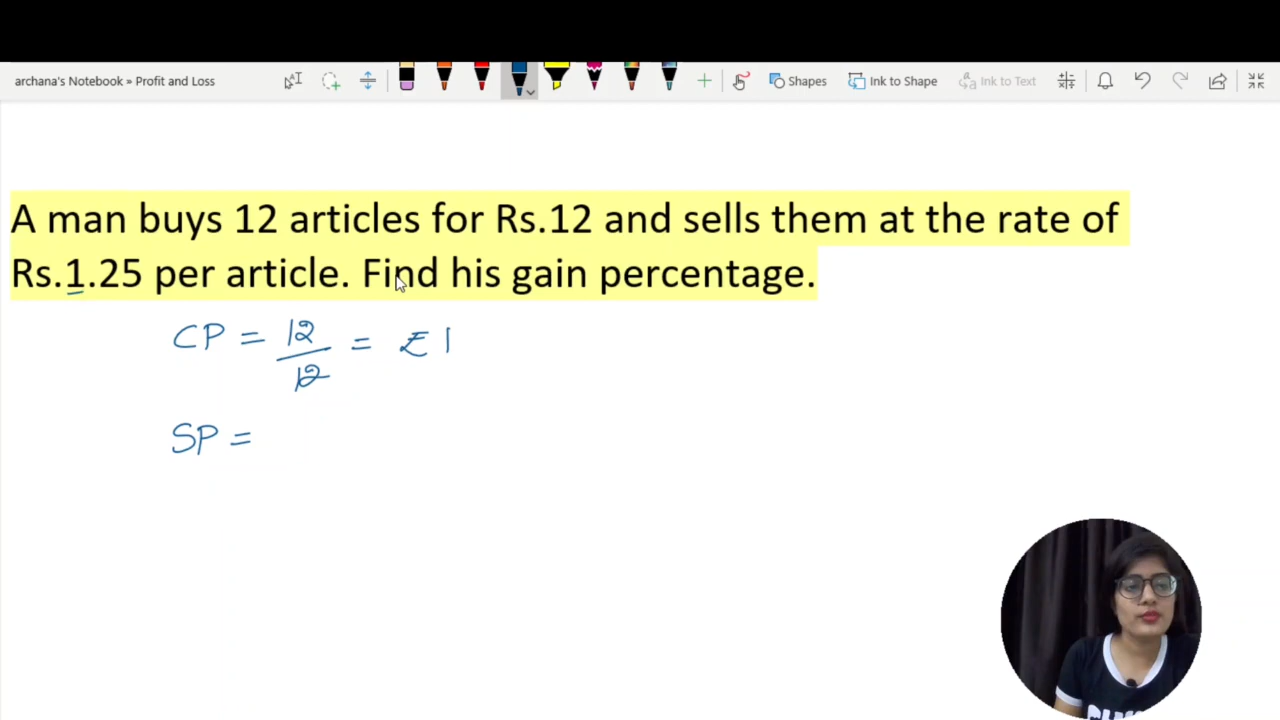 archana's Notebook » Profit and Loss Shapes Ink to Shape Ink to Text
A man buys 12 articles for Rs.12 and sells them at the rate of
Rs.1.25 per article. Find his gain percentage.
CP = 12/12 = ₹ 1
SP =